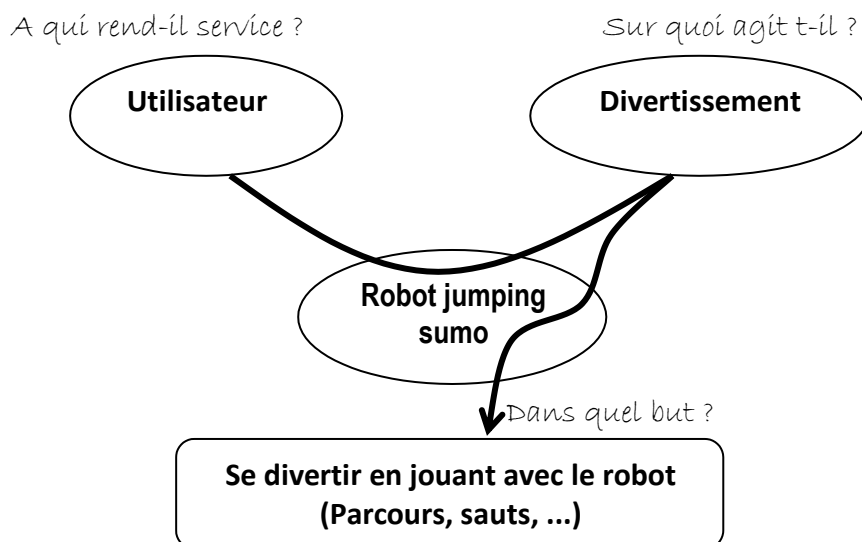 A qui rend-il service ?
Sur quoi agit t-il ?
Utilisateur
Divertissement
Robot jumping
sumo
Dans quel but ?
Se divertir en jouant avec le robot
(Parcours, sauts, ...)